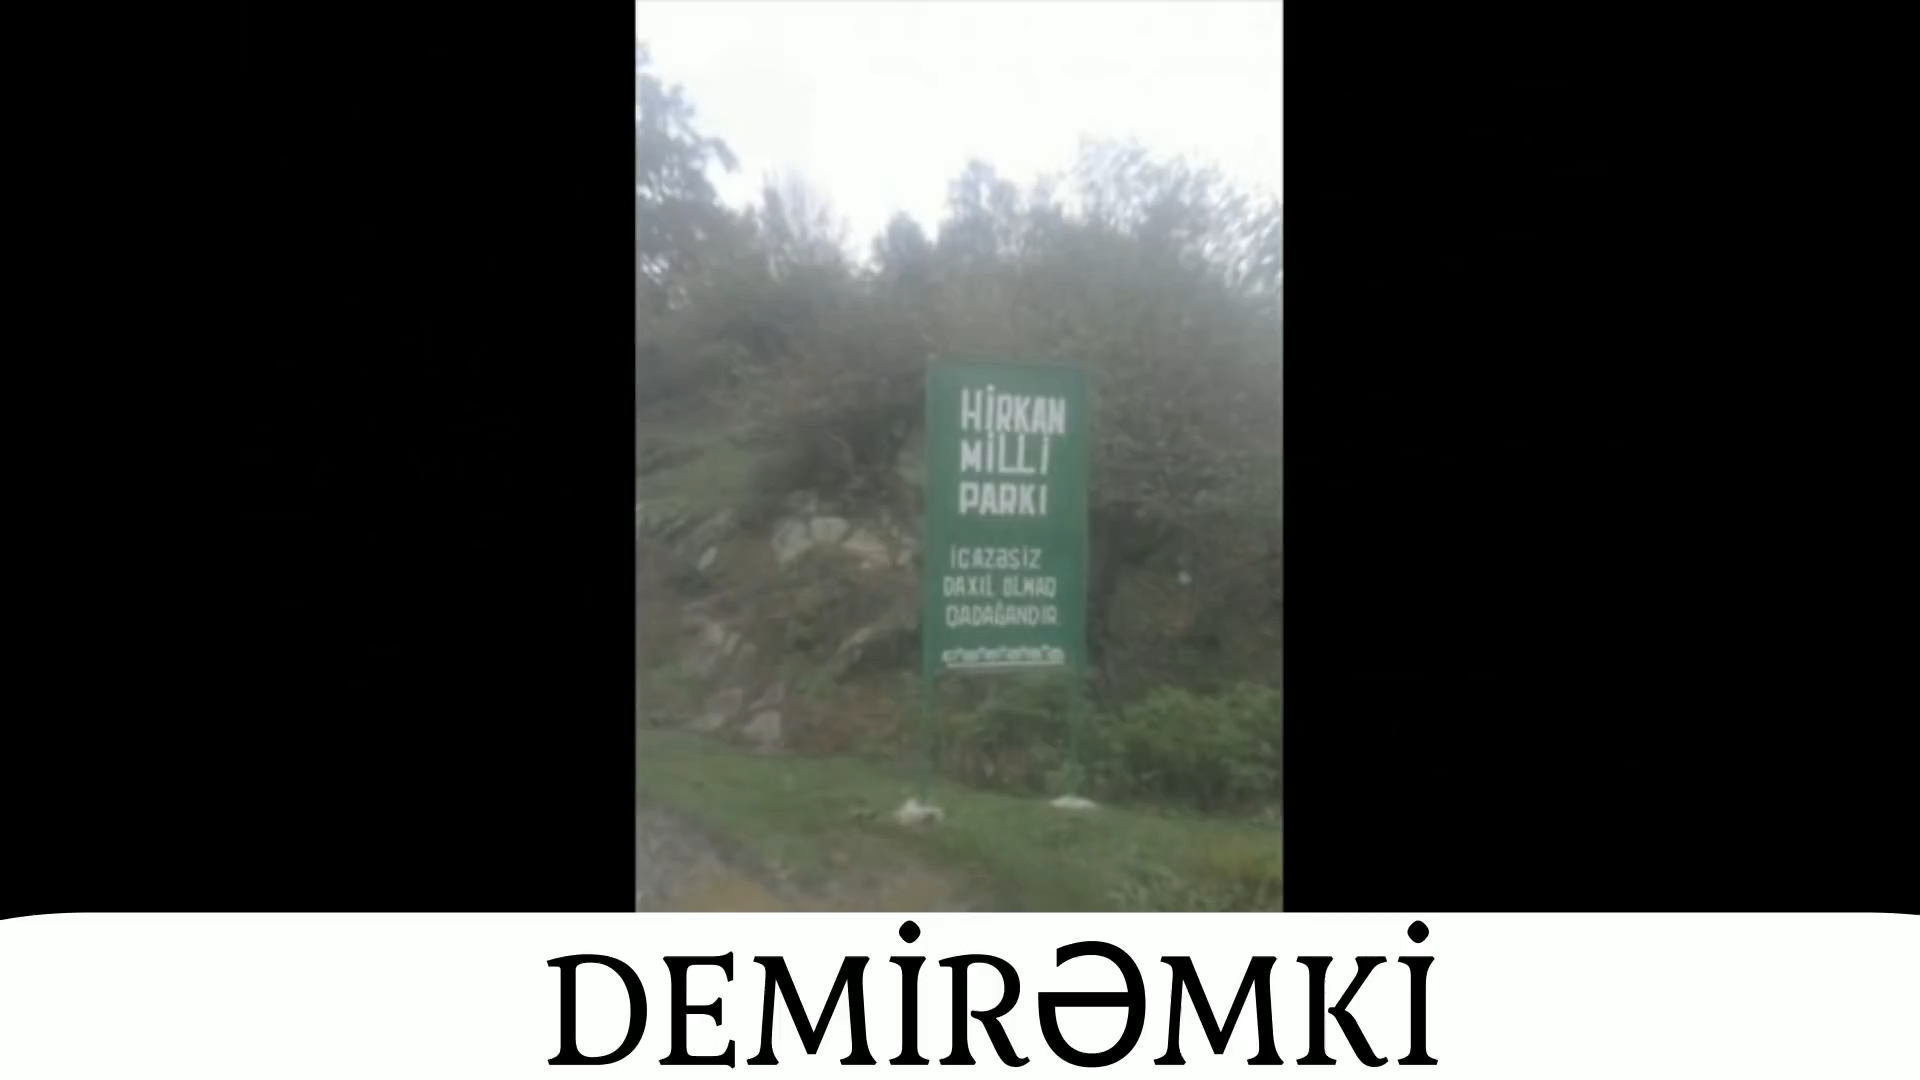 HİRKAN
MİLLİ
PARKI
İCAZƏSİZ
DAXİL OLMAQ
QADAĞANDIR.
DEMİRƏMKİ